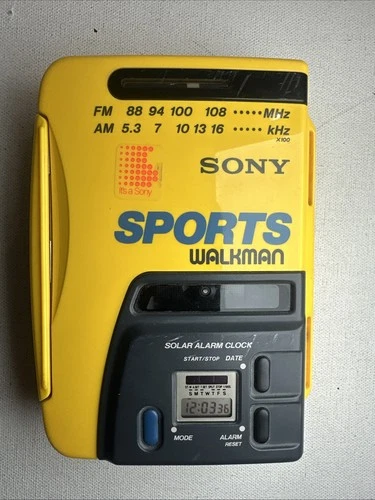 FM 88 94 100 108 ••••• MHz
AM 5.3 7 10 13 16 ••••• kHz
X100
It's a Sony
SONY
SPORTS
WALKMAN
SOLAR ALARM CLOCK
START/STOP DATE
S M T W T F S
12:03 36
MODE ALARM
RESET